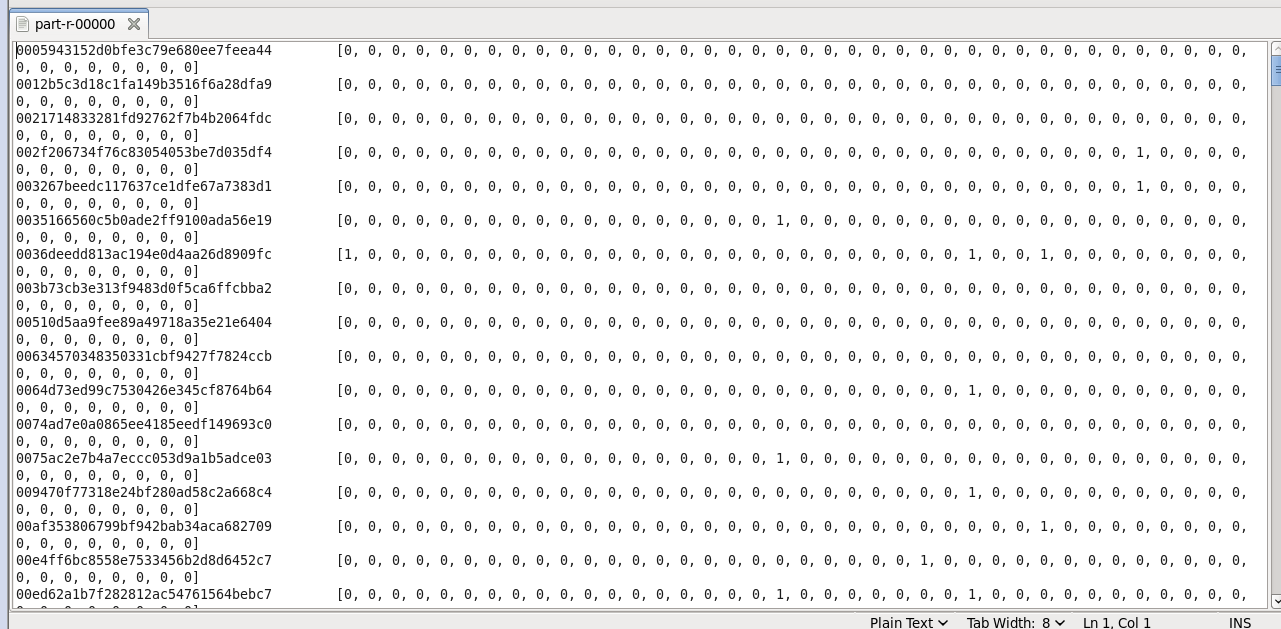 part-r-00000
0005943152d0bfe3c79e680ee7feea44 [0, 0, 0, 0, 0, 0, 0, 0, 0, 0, 0, 0, 0, 0, 0, 0, 0, 0, 0, 0, 0, 0, 0, 0, 0, 0, 0, 0, 0, 0, 0, 0, 0, 0, 0, 0, 0, 0,
0, 0, 0, 0, 0, 0, 0, 0]
0012b5c3d18c1fa149b3516f6a28dfa9 [0, 0, 0, 0, 0, 0, 0, 0, 0, 0, 0, 0, 0, 0, 0, 0, 0, 0, 0, 0, 0, 0, 0, 0, 0, 0, 0, 0, 0, 0, 0, 0, 0, 0, 0, 0, 0, 0,
0, 0, 0, 0, 0, 0, 0, 0]
0021714833281fd92762f7b4b2064fdc [0, 0, 0, 0, 0, 0, 0, 0, 0, 0, 0, 0, 0, 0, 0, 0, 0, 0, 0, 0, 0, 0, 0, 0, 0, 0, 0, 0, 0, 0, 0, 0, 0, 0, 0, 0, 0, 0,
0, 0, 0, 0, 0, 0, 0, 0]
002f206734f76c83054053be7d035df4 [0, 0, 0, 0, 0, 0, 0, 0, 0, 0, 0, 0, 0, 0, 0, 0, 0, 0, 0, 0, 0, 0, 0, 0, 0, 0, 0, 0, 0, 0, 0, 0, 0, 1, 0, 0, 0, 0,
0, 0, 0, 0, 0, 0, 0, 0]
003267beedc117637ce1dfe67a7383d1 [0, 0, 0, 0, 0, 0, 0, 0, 0, 0, 0, 0, 0, 0, 0, 0, 0, 0, 0, 0, 0, 0, 0, 0, 0, 0, 0, 0, 0, 0, 0, 0, 0, 1, 0, 0, 0, 0,
0, 0, 0, 0, 0, 0, 0, 0]
0035166560c5b0ade2ff9100ada56e19 [0, 0, 0, 0, 0, 0, 0, 0, 0, 0, 0, 0, 0, 0, 0, 0, 0, 0, 1, 0, 0, 0, 0, 0, 0, 0, 0, 0, 0, 0, 0, 0, 0, 0, 0, 0, 0, 0,
0, 0, 0, 0, 0, 0, 0, 0]
0036deedd813ac194e0d4aa26d8909fc [1, 0, 0, 0, 0, 0, 0, 0, 0, 0, 0, 0, 0, 0, 0, 0, 0, 0, 0, 0, 0, 0, 0, 0, 0, 0, 1, 0, 0, 1, 0, 0, 0, 0, 0, 0, 0, 0,
0, 0, 0, 0, 0, 0, 0, 0]
003b73cb3e313f9483d0f5ca6ffcbba2 [0, 0, 0, 0, 0, 0, 0, 0, 0, 0, 0, 0, 0, 0, 0, 0, 0, 0, 0, 0, 0, 0, 0, 0, 0, 0, 0, 0, 0, 0, 0, 0, 0, 0, 0, 0, 0, 0,
0, 0, 0, 0, 0, 0, 0, 0]
00510d5aa9fee89a49718a35e21e6404 [0, 0, 0, 0, 0, 0, 0, 0, 0, 0, 0, 0, 0, 0, 0, 0, 0, 0, 0, 0, 0, 0, 0, 0, 0, 0, 0, 0, 0, 0, 0, 0, 0, 0, 0, 0, 0, 0,
0, 0, 0, 0, 0, 0, 0, 0]
00634570348350331cbf9427f7824ccb [0, 0, 0, 0, 0, 0, 0, 0, 0, 0, 0, 0, 0, 0, 0, 0, 0, 0, 0, 0, 0, 0, 0, 0, 0, 0, 0, 0, 0, 0, 0, 0, 0, 0, 0, 0, 0, 0,
0, 0, 0, 0, 0, 0, 0, 0]
0064d73ed99c7530426e345cf8764b64 [0, 0, 0, 0, 0, 0, 0, 0, 0, 0, 0, 0, 0, 0, 0, 0, 0, 0, 0, 0, 0, 0, 0, 0, 0, 0, 1, 0, 0, 0, 0, 0, 0, 0, 0, 0, 0, 0,
0, 0, 0, 0, 0, 0, 0, 0]
0074ad7e0a0865ee4185eedf149693c0 [0, 0, 0, 0, 0, 0, 0, 0, 0, 0, 0, 0, 0, 0, 0, 0, 0, 0, 0, 0, 0, 0, 0, 0, 0, 0, 0, 0, 0, 0, 0, 0, 0, 0, 0, 0, 0, 0,
0, 0, 0, 0, 0, 0, 0, 0]
0075ac2e7b4a7eccc053d9a1b5adce03 [0, 0, 0, 0, 0, 0, 0, 0, 0, 0, 0, 0, 0, 0, 0, 0, 0, 0, 1, 0, 0, 0, 0, 0, 0, 0, 0, 0, 0, 0, 0, 0, 0, 0, 0, 0, 0, 0,
0, 0, 0, 0, 0, 0, 0, 0]
009470f77318e24bf280ad58c2a668c4 [0, 0, 0, 0, 0, 0, 0, 0, 0, 0, 0, 0, 0, 0, 0, 0, 0, 0, 0, 0, 0, 0, 0, 0, 0, 0, 1, 0, 0, 0, 0, 0, 0, 0, 0, 0, 0, 0,
0, 0, 0, 0, 0, 0, 0, 0]
00af353806799bf942bab34aca682709 [0, 0, 0, 0, 0, 0, 0, 0, 0, 0, 0, 0, 0, 0, 0, 0, 0, 0, 0, 0, 0, 0, 0, 0, 0, 0, 0, 0, 0, 1, 0, 0, 0, 0, 0, 0, 0, 0,
0, 0, 0, 0, 0, 0, 0, 0]
00e4ff6bc8558e7533456b2d8d6452c7 [0, 0, 0, 0, 0, 0, 0, 0, 0, 0, 0, 0, 0, 0, 0, 0, 0, 0, 0, 0, 0, 0, 0, 0, 1, 0, 0, 0, 0, 0, 0, 0, 0, 0, 0, 0, 0, 0,
0, 0, 0, 0, 0, 0, 0, 0]
00ed62a1b7f282812ac54761564bebc7 [0, 0, 0, 0, 0, 0, 0, 0, 0, 0, 0, 0, 0, 0, 0, 0, 0, 0, 1, 0, 0, 0, 0, 0, 0, 0, 1, 0, 0, 0, 0, 0, 0, 0, 0, 0, 0, 0,
Plain Text Tab Width: 8 Ln 1, Col 1 INS